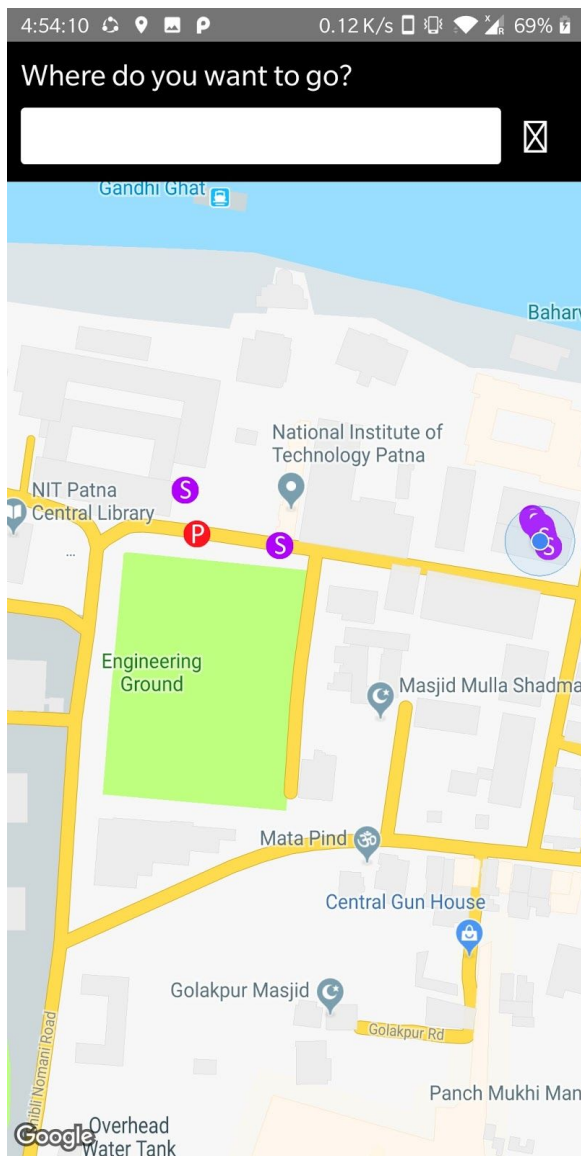 4:54:10
0.12 K/s
69%
Where do you want to go?
Gandhi Ghat
Bahar
National Institute of
Technology Patna
NIT Patna
Central Library
...
S
P
S
S
Engineering
Ground
Masjid Mulla Shadma
Mata Pind
Central Gun House
Golakpur Masjid
Golakpur Rd
hibli Nomani Road
Panch Mukhi Man
Google
Overhead
Water Tank